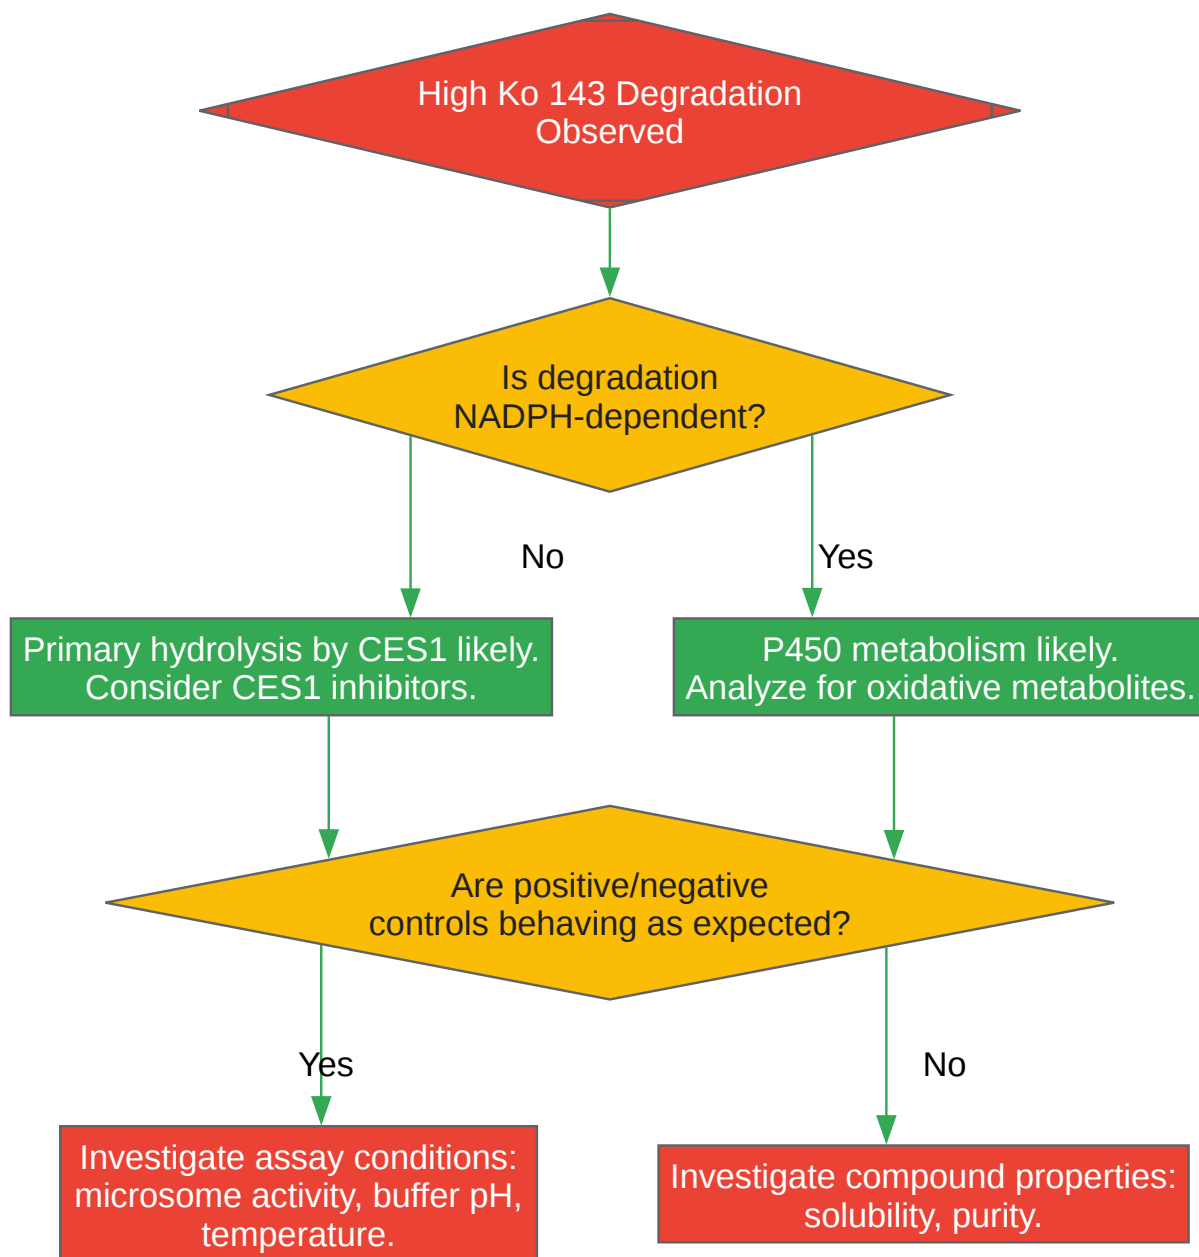 High Ko 143 Degradation
Observed
Is degradation
NADPH-dependent?
No
Yes
Primary hydrolysis by CES1 likely.
Consider CES1 inhibitors.
P450 metabolism likely.
Analyze for oxidative metabolites.
Are positive/negative
controls behaving as expected?
Yes
No
Investigate assay conditions:
microsome activity, buffer pH,
temperature.
Investigate compound properties:
solubility, purity.